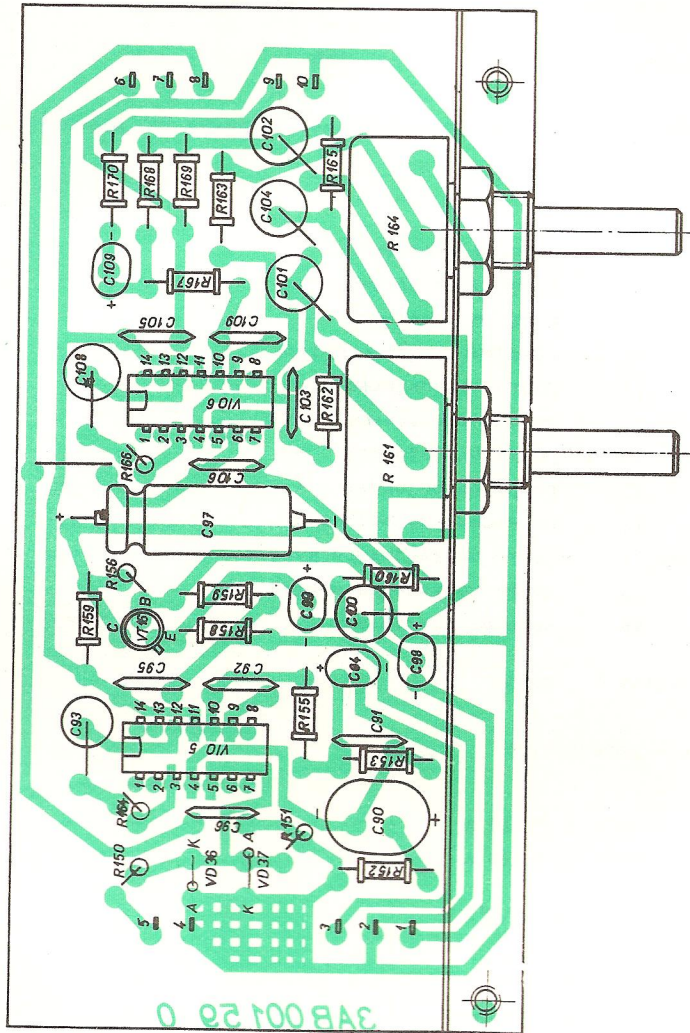 6
7
8
9
10
R170
R168
R169
R163
C102
R165
C104
R 164
- C109 +
R167
C101
C105
C109
C108
14 13 12 11 10 9 8
VIO 6
1 2 3 4 5 6 7
C103
R162
R166
C106
R 161
+ C97 -
R156
R159
C B E
VT16
R159
R158
+ C99 -
R160
C100
+ C94 -
+ C98 -
C95
C92
C93
14 13 12 11 10 9 8
VIO 5
1 2 3 4 5 6 7
R155
C91
R153
R164
C96
R151
- C90 +
R150
K A
VD36
A K
VD37
R152
5
4
3
2
1
3AB 001 59 0